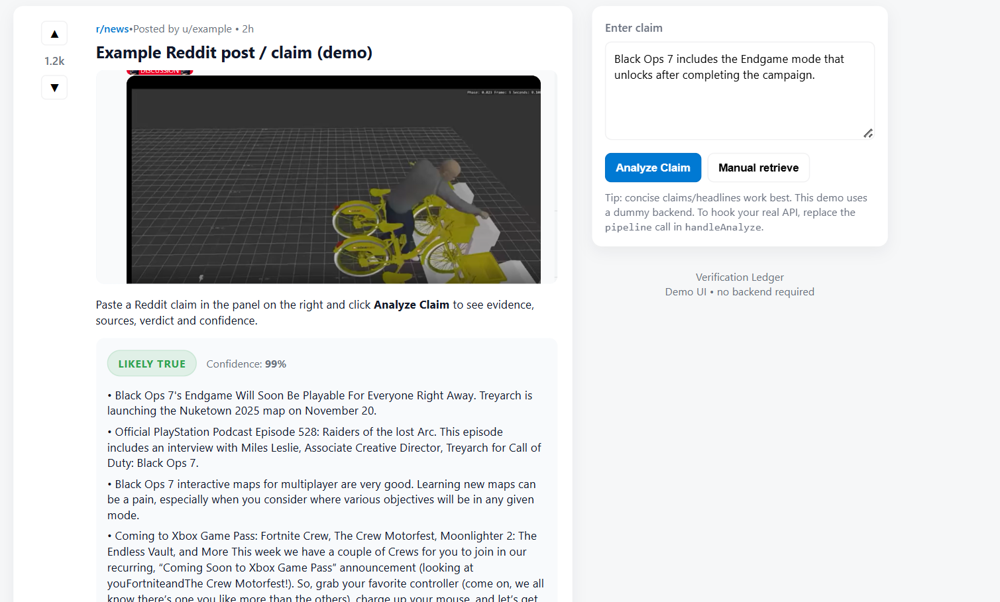 ▲
1.2k
▼
r/news•Posted by u/example • 2h
Example Reddit post / claim (demo)
DISCUSSION
Paste a Reddit claim in the panel on the right and click Analyze Claim to see evidence,
sources, verdict and confidence.
LIKELY TRUE
Confidence: 99%
• Black Ops 7's Endgame Will Soon Be Playable For Everyone Right Away. Treyarch is
launching the Nuketown 2025 map on November 20.
• Official PlayStation Podcast Episode 528: Raiders of the lost Arc. This episode
includes an interview with Miles Leslie, Associate Creative Director, Treyarch for Call of
Duty: Black Ops 7.
• Black Ops 7 interactive maps for multiplayer are very good. Learning new maps can
be a pain, especially when you consider where various objectives will be in any given
mode.
• Coming to Xbox Game Pass: Fortnite Crew, The Crew Motorfest, Moonlighter 2: The
Endless Vault, and More This week we have a couple of Crews for you to join in our
recurring, “Coming Soon to Xbox Game Pass” announcement (looking at
youFortniteandThe Crew Motorfest!). So, grab your favorite controller (come on, we all
know there’s one you like more than the others), charge up your mouse, and let’s get
Enter claim
Black Ops 7 includes the Endgame mode that
unlocks after completing the campaign.
Analyze Claim
Manual retrieve
Tip: concise claims/headlines work best. This demo uses
a dummy backend. To hook your real API, replace the
pipeline call in handleAnalyze.
Verification Ledger
Demo UI • no backend required